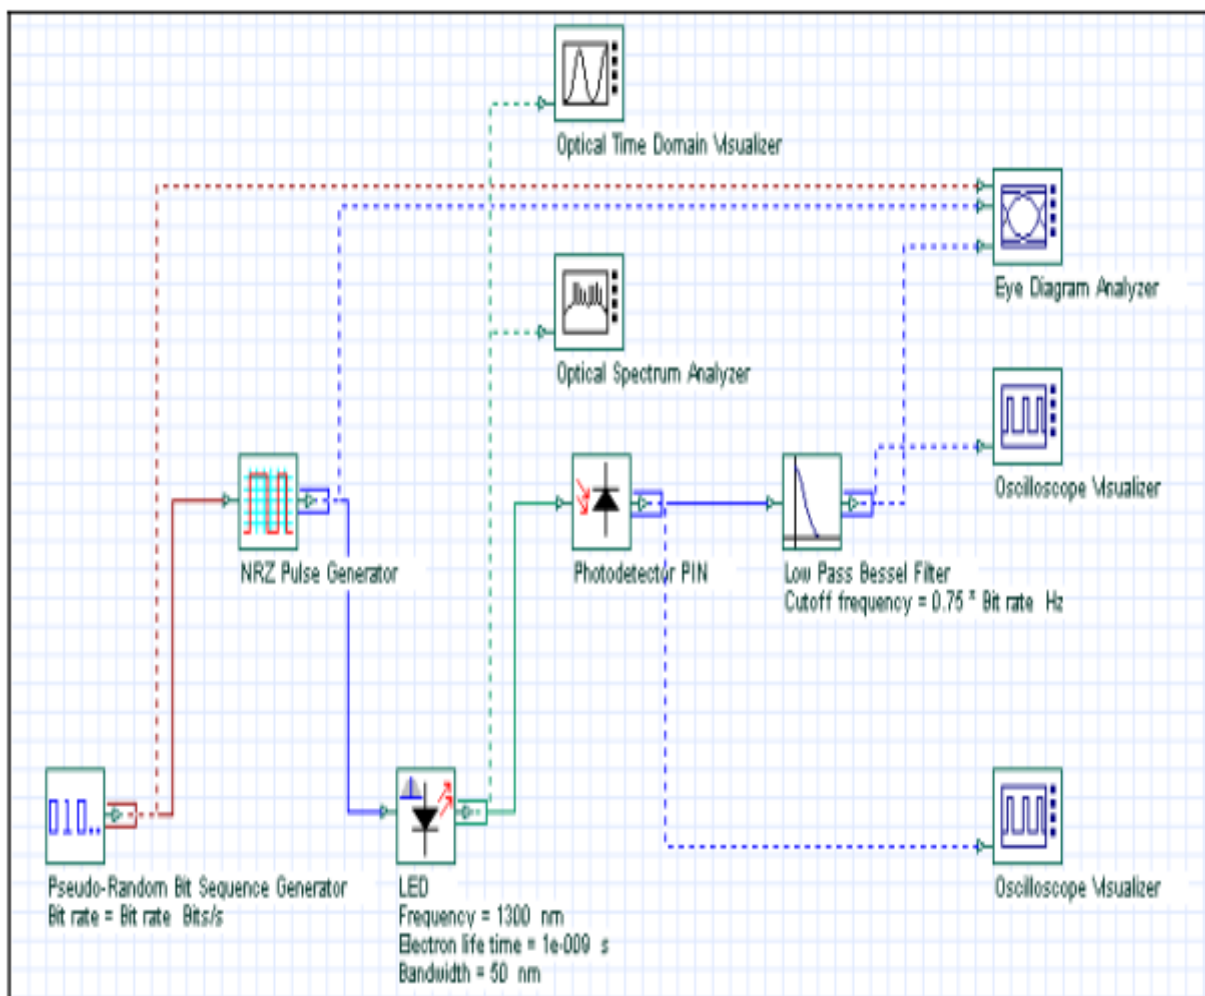 Optical Time Domain Visualizer
Eye Diagram Analyzer
Optical Spectrum Analyzer
Oscilloscope Visualizer
NRZ Pulse Generator
Photodetector PIN
Low Pass Bessel Filter
Cutoff frequency = 0.75 * Bit rate Hz
010..
Pseudo-Random Bit Sequence Generator
Bit rate = Bit rate Bits/s
LED
Frequency = 1300 nm
Electron life time = 1e-009 s
Bandwidth = 50 nm
Oscilloscope Visualizer